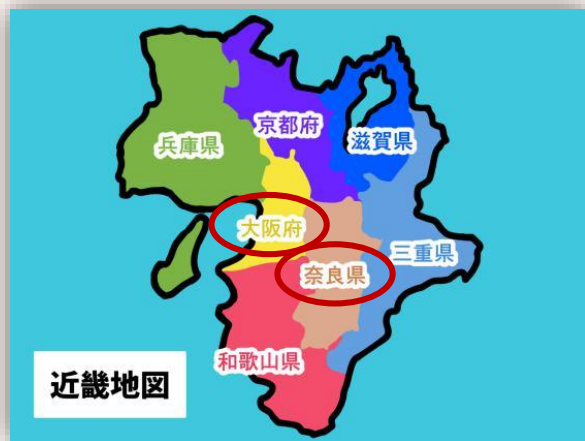 京都府
滋賀県
兵庫県
大阪府
三重県
奈良県
和歌山県
近畿地図